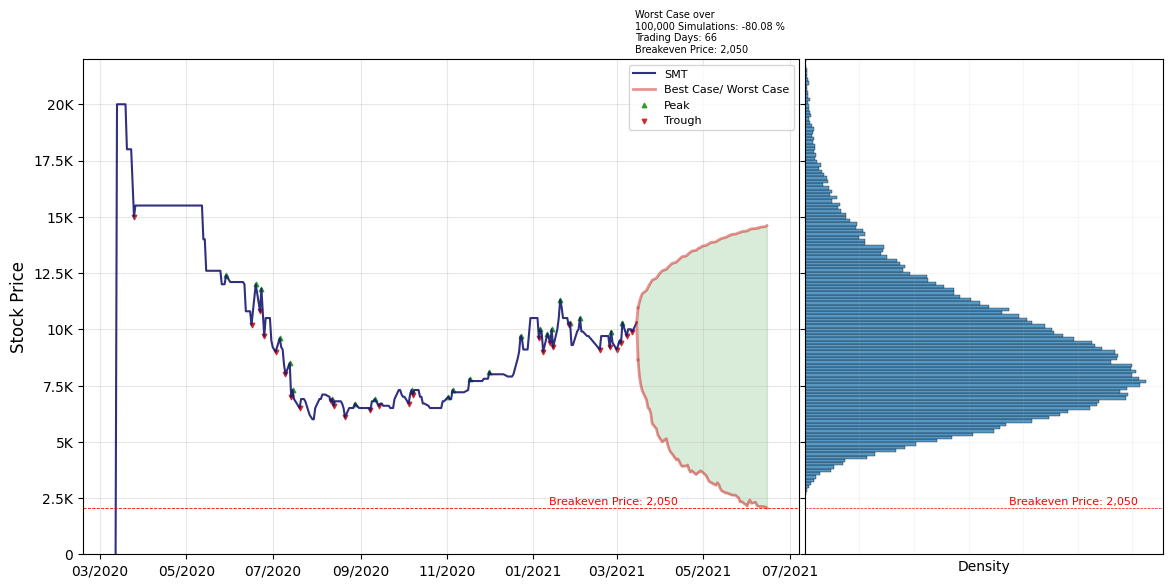 Worst Case over
100,000 Simulations: -80.08 %
Trading Days: 66
Breakeven Price: 2,050
SMT
Best Case/ Worst Case
Peak
Trough
Stock Price
20K
17.5K
15K
12.5K
10K
7.5K
5K
2.5K
0
Breakeven Price: 2,050
Breakeven Price: 2,050
03/2020
05/2020
07/2020
09/2020
11/2020
01/2021
03/2021
05/2021
07/2021
Density